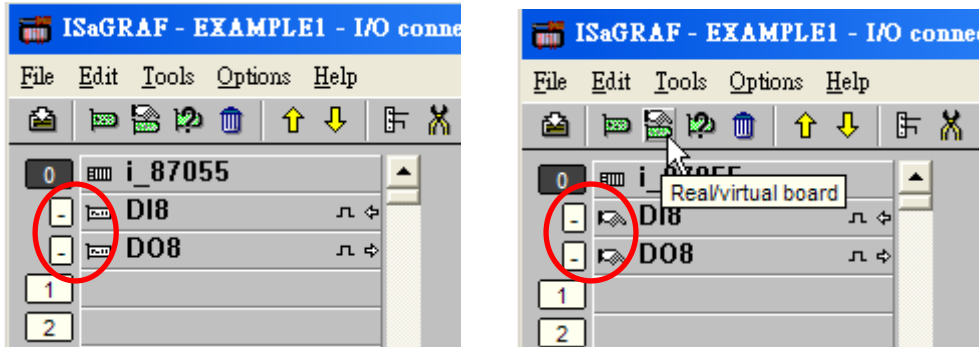 ISaGRAF - EXAMPLE1 - I/O conne
File Edit Tools Options Help
0 i_87055
- DI8
- DO8
1
2
ISaGRAF - EXAMPLE1 - I/O conne
File Edit Tools Options Help
0 i_87055
Real/virtual board
- DI8
- DO8
1
2